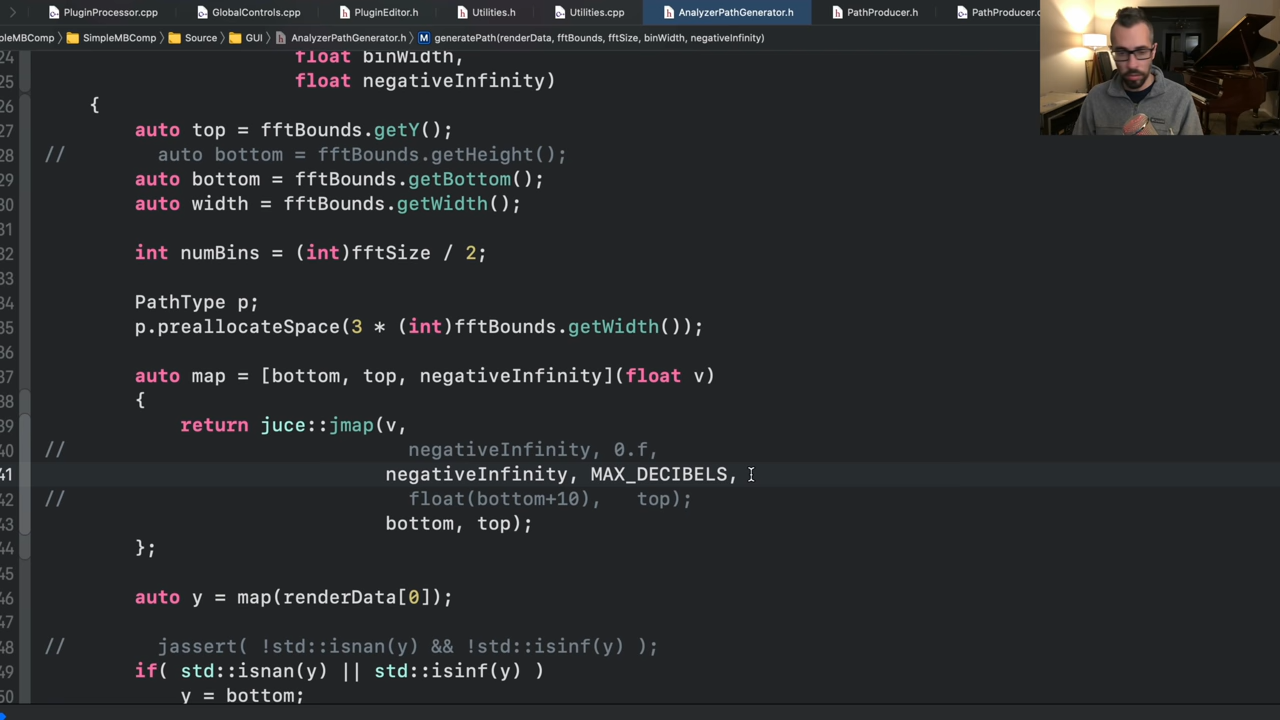 PluginProcessor.cpp GlobalControls.cpp PluginEditor.h Utilities.h Utilities.cpp AnalyzerPathGenerator.h PathProducer.h PathProducer.c
pleMBComp SimpleMBComp Source GUI AnalyzerPathGenerator.h M generatePath(renderData, fftBounds, fftSize, binWidth, negativeInfinity)
24 float binWidth,
25 float negativeInfinity)
26 {
27 auto top = fftBounds.getY();
28 // auto bottom = fftBounds.getHeight();
29 auto bottom = fftBounds.getBottom();
30 auto width = fftBounds.getWidth();
31
32 int numBins = (int)fftSize / 2;
33
34 PathType p;
35 p.preallocateSpace(3 * (int)fftBounds.getWidth());
36
37 auto map = [bottom, top, negativeInfinity](float v)
38 {
39 return juce::jmap(v,
40 // negativeInfinity, 0.f,
41 negativeInfinity, MAX_DECIBELS,
42 // float(bottom+10), top);
43 bottom, top);
44 };
45
46 auto y = map(renderData[0]);
47
48 // jassert( !std::isnan(y) && !std::isinf(y) );
49 if( std::isnan(y) || std::isinf(y) )
50 y = bottom;